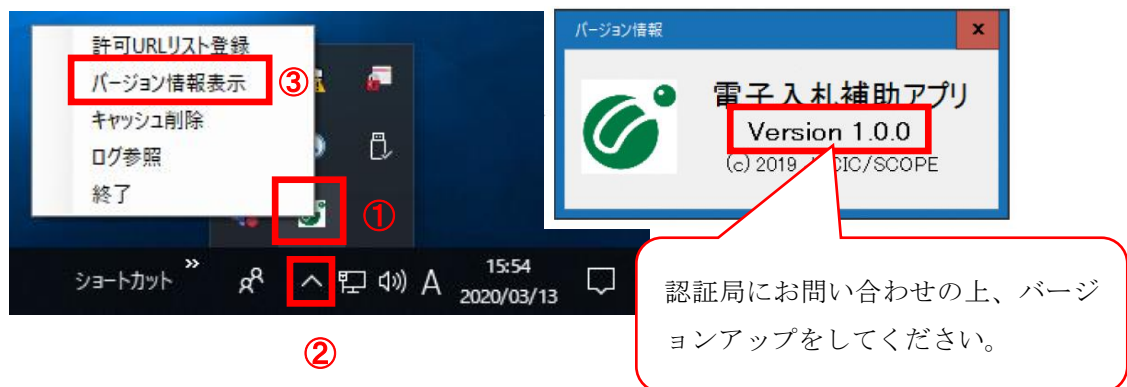 許可URLリスト登録
バージョン情報表示
キャッシュ削除
ログ参照
終了
③
①
ショートカット
»
A
15:54
2020/03/13
②
バージョン情報
x
電子入札補助アプリ
Version 1.0.0
(c) 2019 CIC/SCOPE
認証局にお問い合わせの上、バージ
ョンアップをしてください。